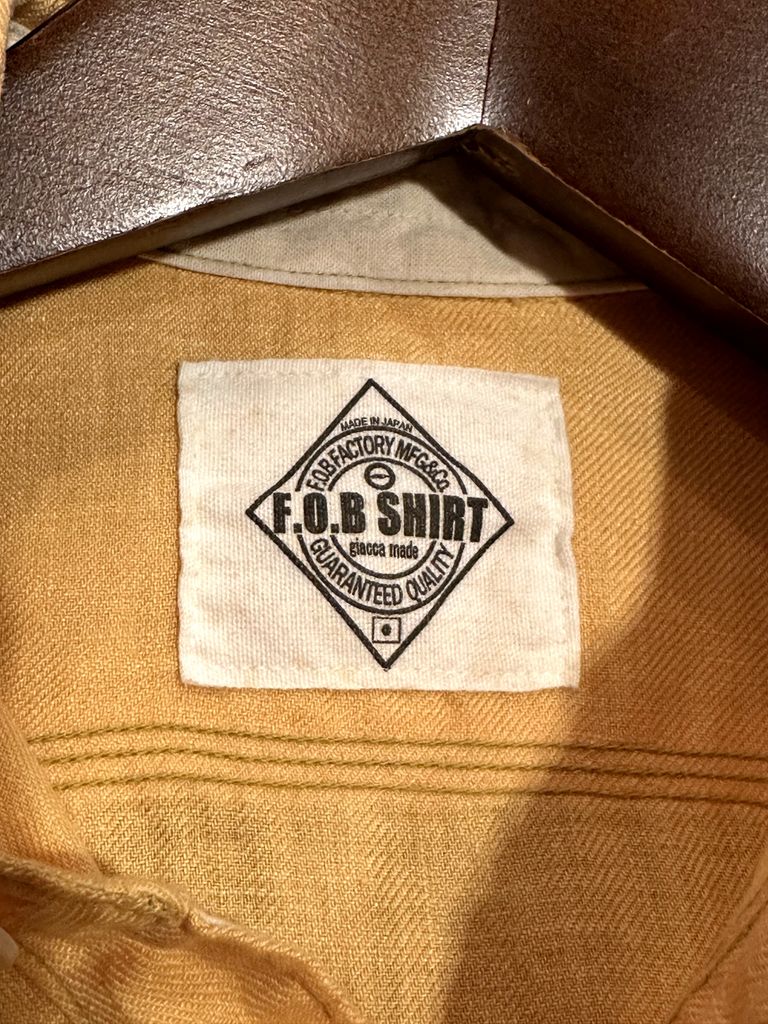 MADE IN JAPAN
F.O.B FACTORY MFG&Co.
F.O.B SHIRT
giacca made
GUARANTEED QUALITY